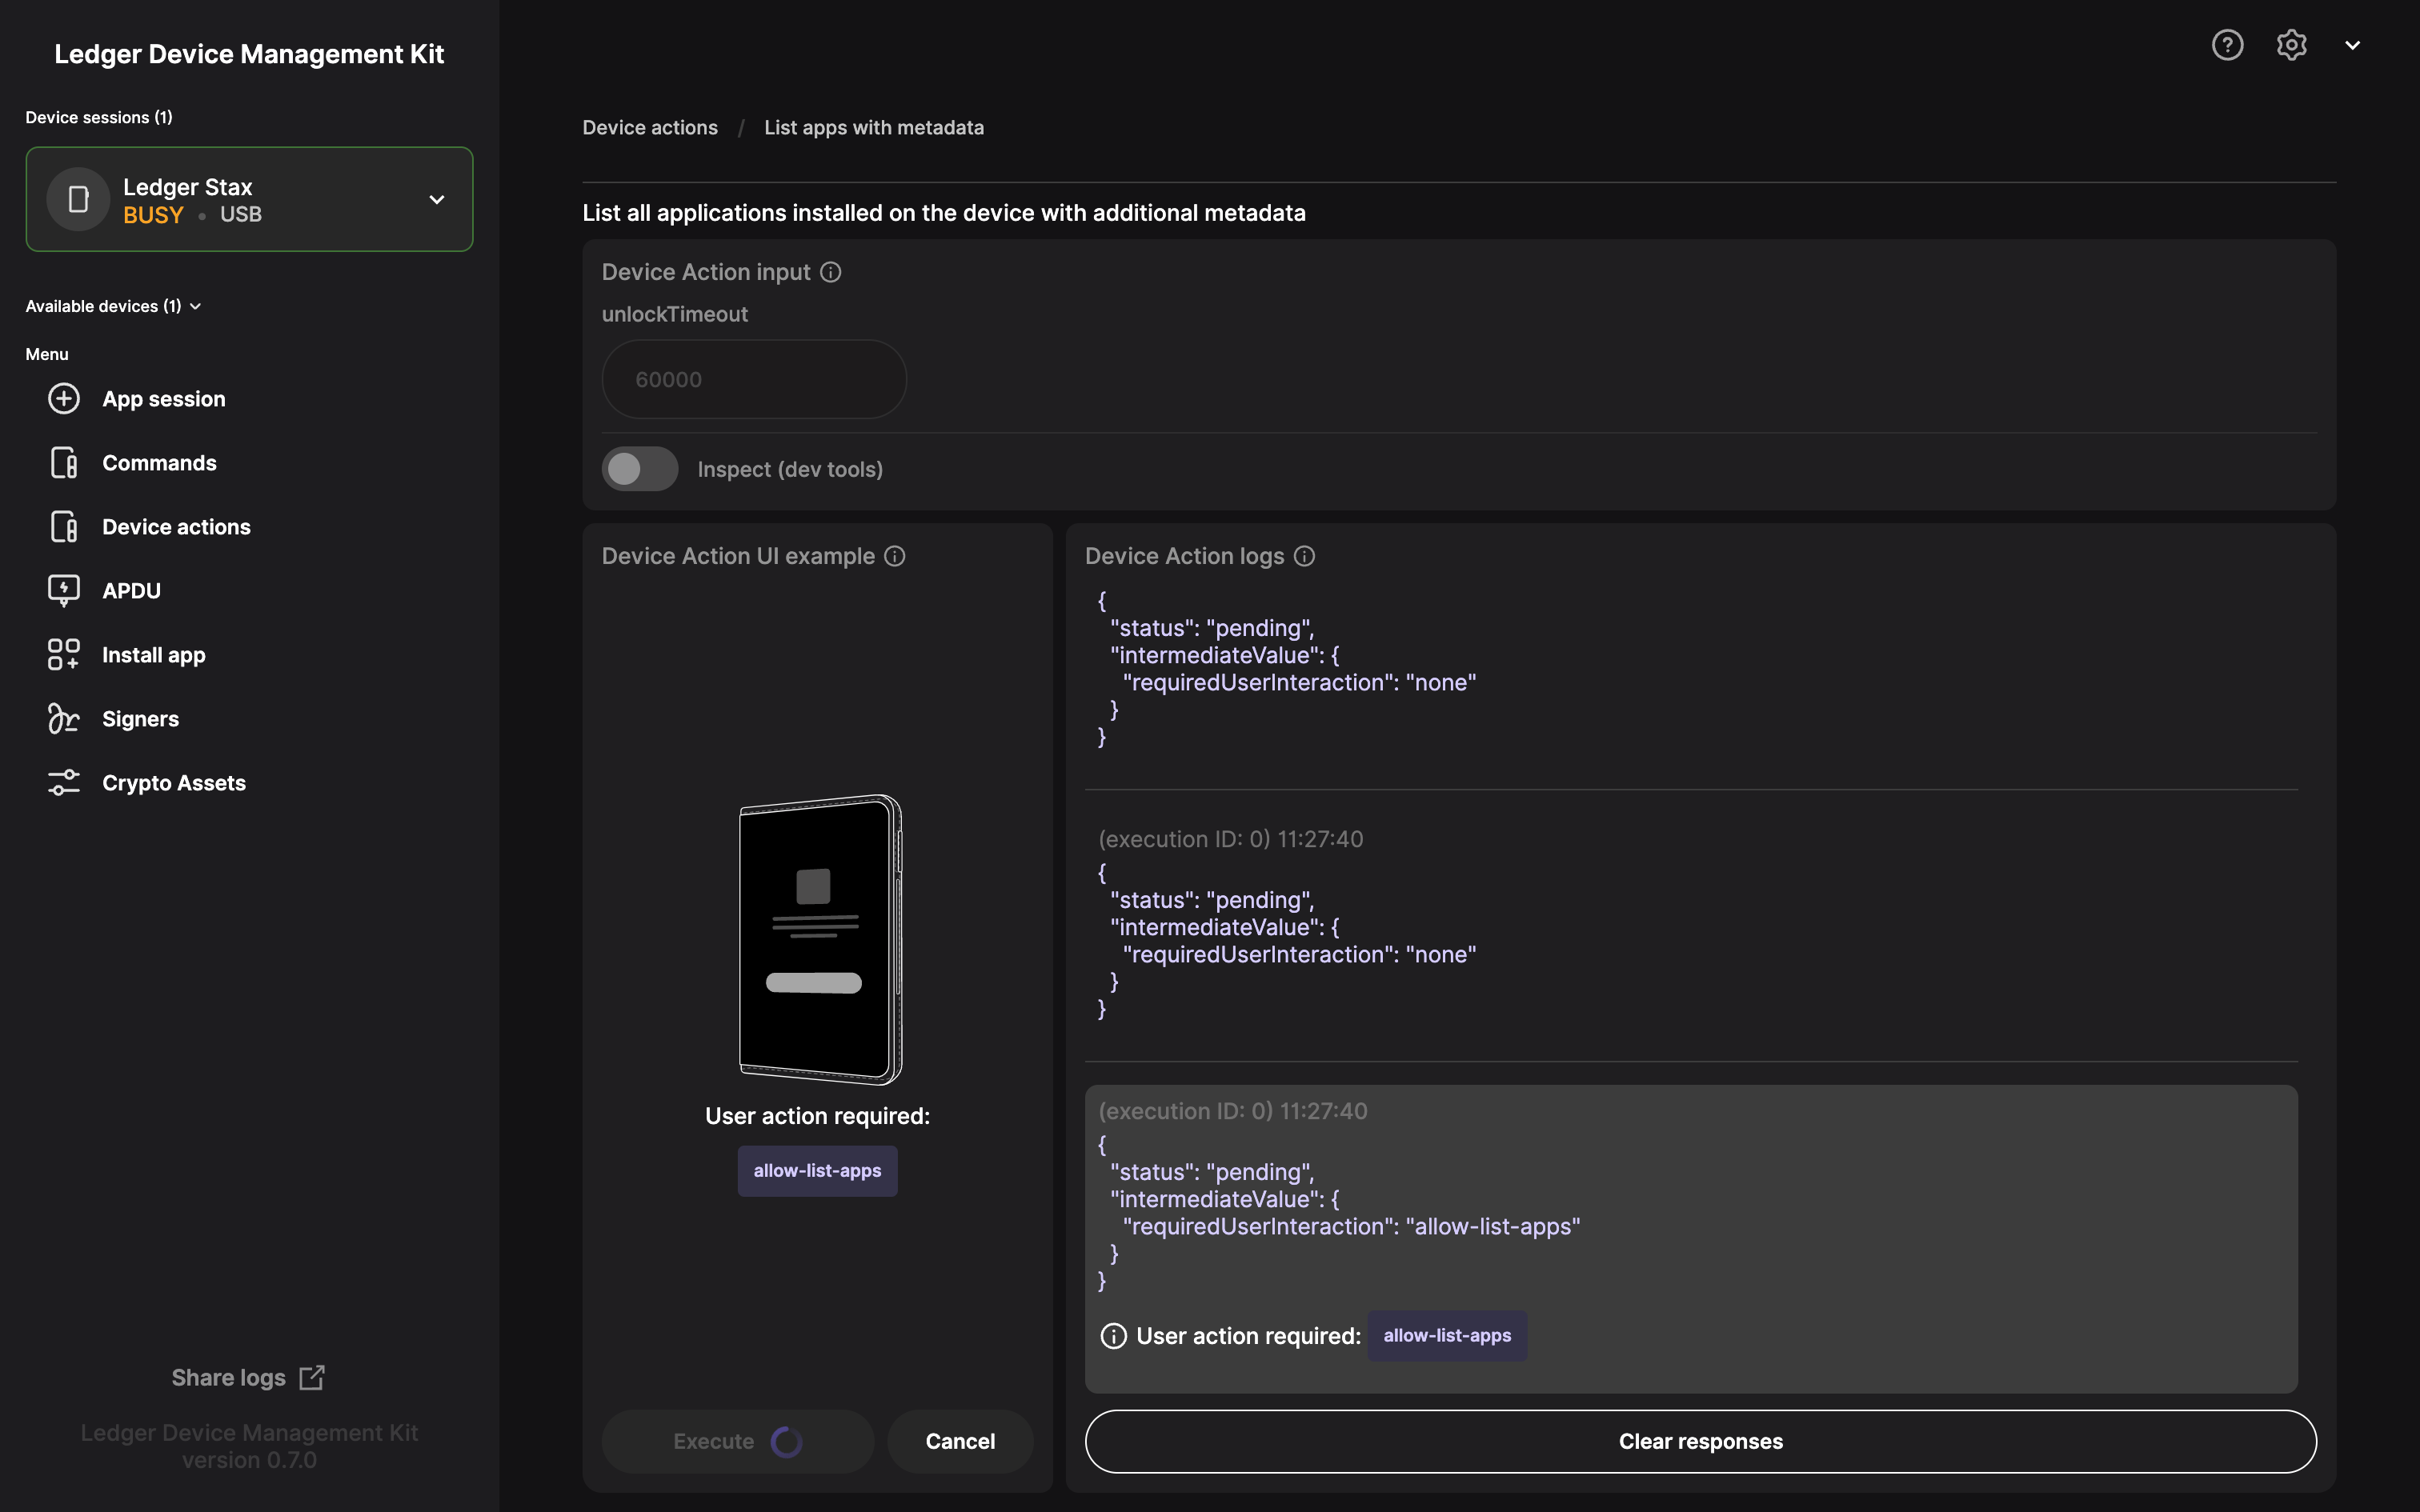 Ledger Device Management Kit
Device sessions (1)
Ledger Stax
BUSY • USB
Available devices (1)
Menu
App session
Commands
Device actions
APDU
Install app
Signers
Crypto Assets
Share logs
Ledger Device Management Kit
version 0.7.0
Device actions / List apps with metadata
List all applications installed on the device with additional metadata
Device Action input
unlockTimeout
60000
Inspect (dev tools)
Device Action UI example
User action required:
allow-list-apps
Execute
Cancel
Device Action logs
{
"status": "pending",
"intermediateValue": {
"requiredUserInteraction": "none"
}
}
(execution ID: 0) 11:27:40
{
"status": "pending",
"intermediateValue": {
"requiredUserInteraction": "none"
}
}
(execution ID: 0) 11:27:40
{
"status": "pending",
"intermediateValue": {
"requiredUserInteraction": "allow-list-apps"
}
}
User action required: allow-list-apps
Clear responses